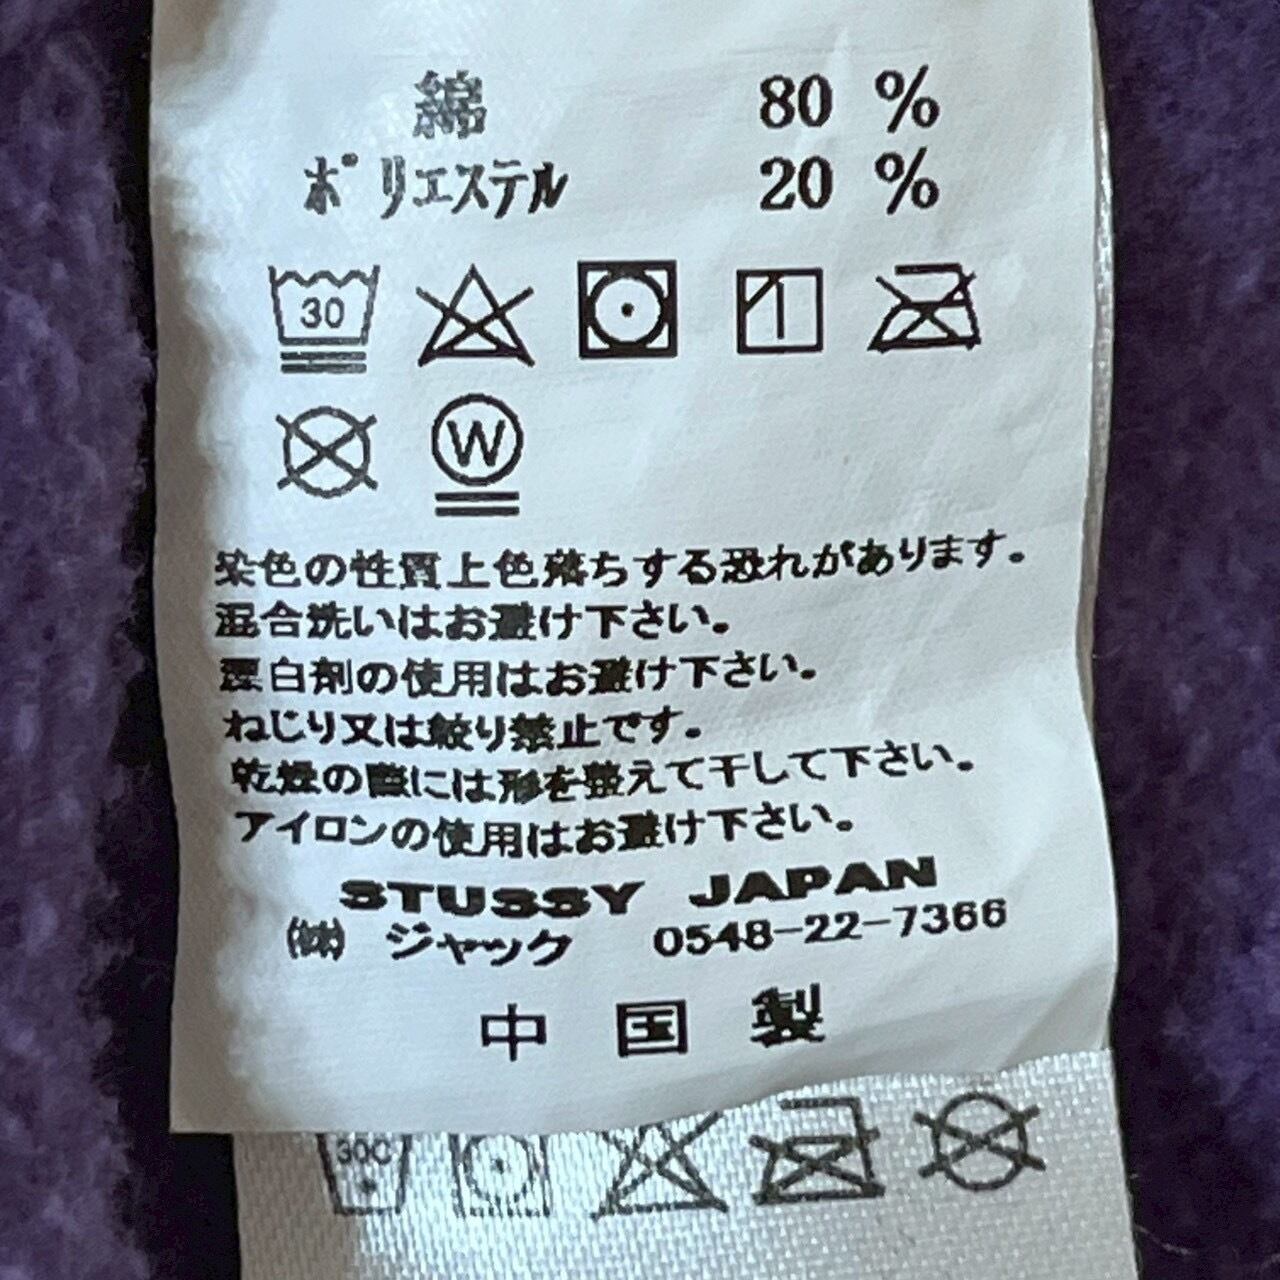 綿 80 %
ポリエステル 20 %
30
W
染色の性質上色落ちする恐れがあります。
混合洗いはお避け下さい。
漂白剤の使用はお避け下さい。
ねじり又は絞り禁止です。
乾燥の際には形を整えて干して下さい。
アイロンの使用はお避け下さい。
STUSSY JAPAN
㈱ ジャック 0548-22-7366
中国製
30C